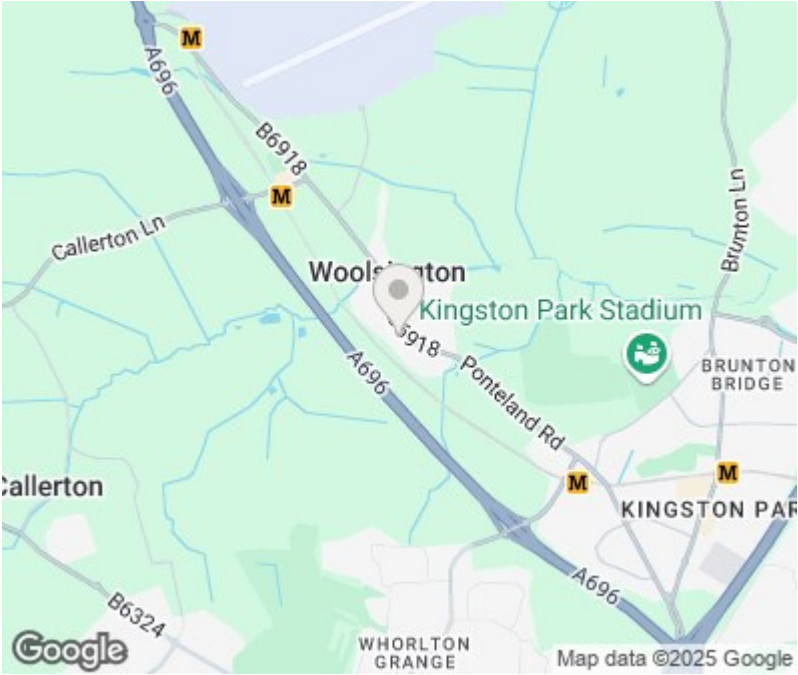 M
A696
B6918
M
Callerton Ln
Brunton Ln
Woolsington
Kingston Park Stadium
6918
A696
Ponteland Rd
BRUNTON
BRIDGE
Callerton
M
M
KINGSTON PAR
A696
B6324
WHORLTON
GRANGE
Google
Map data ©2025 Google